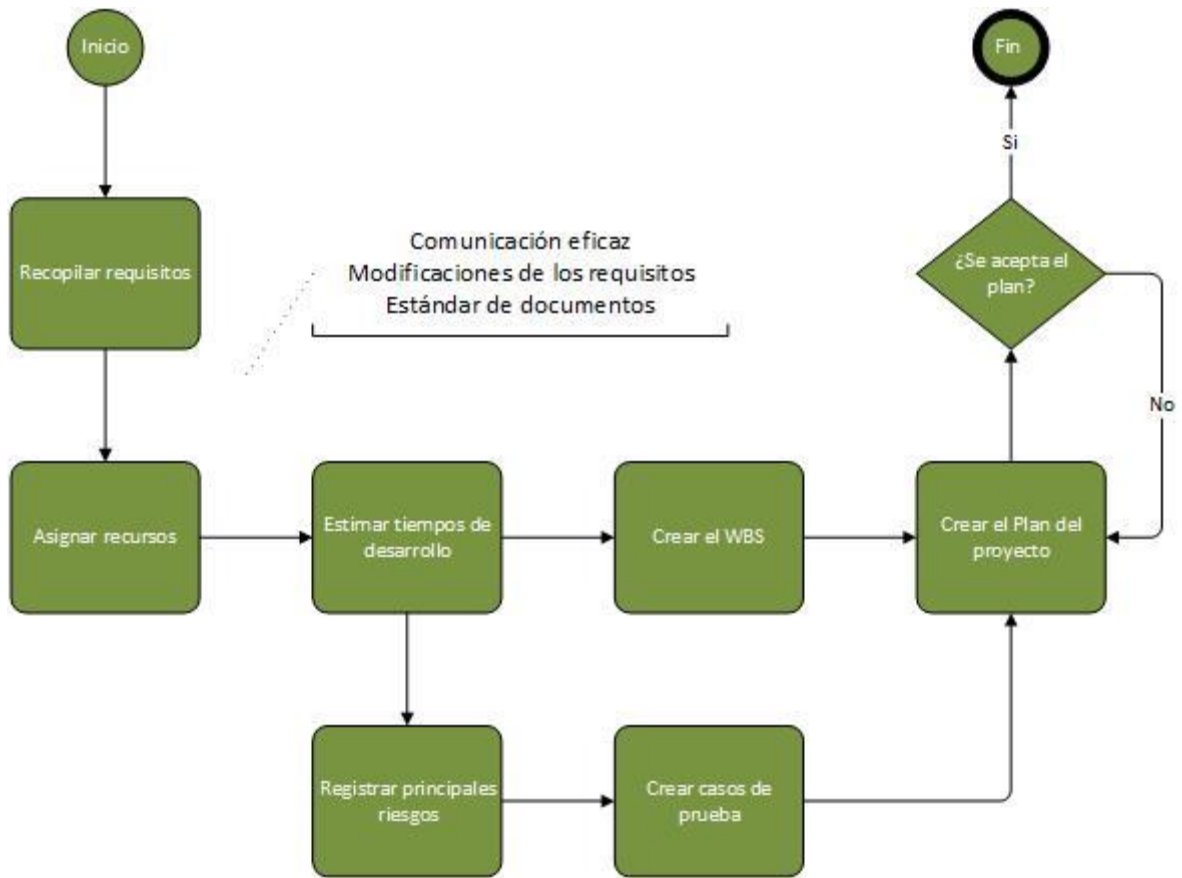 Inicio
Fin
Si
Recopilar requisitos
Comunicación eficaz
Modificaciones de los requisitos
Estándar de documentos
¿Se acepta el
plan?
No
Asignar recursos
Estimar tiempos de
desarrollo
Crear el WBS
Crear el Plan del
proyecto
Registrar principales
riesgos
Crear casos de
prueba